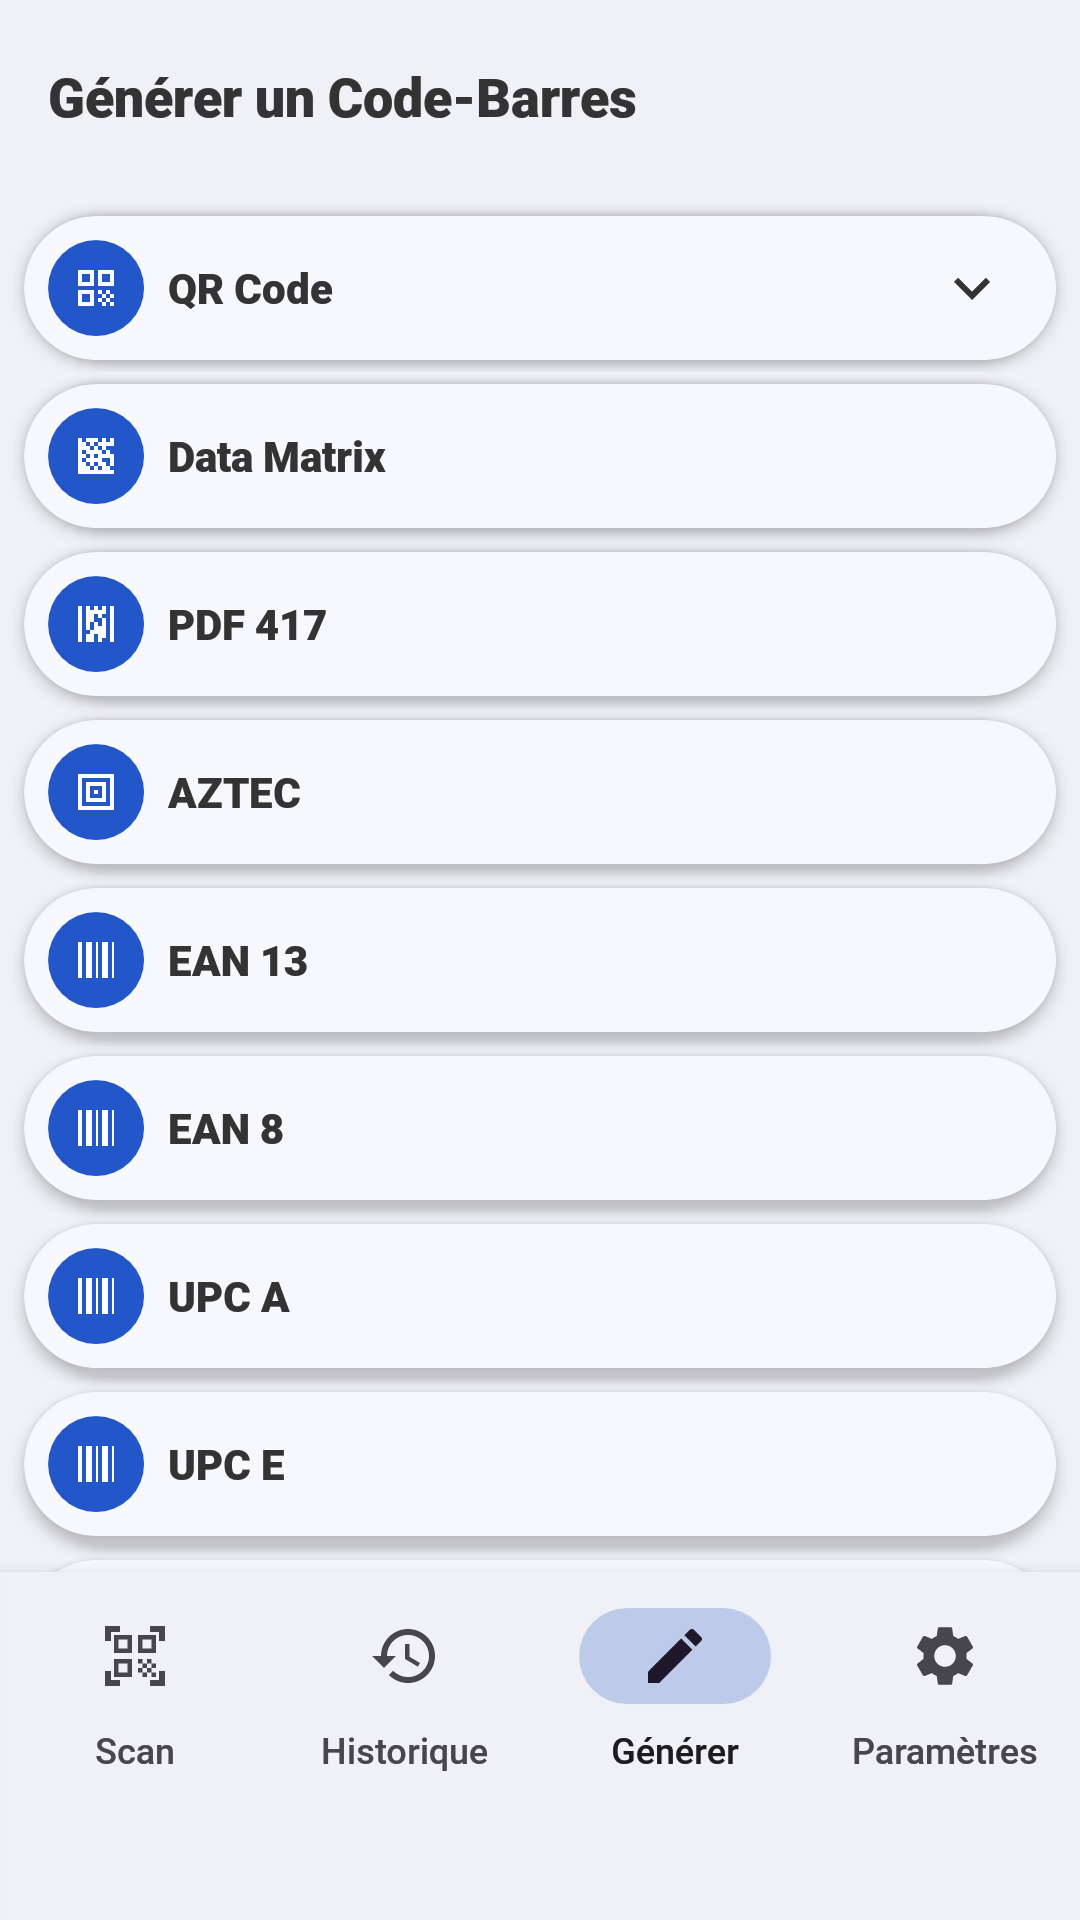 Générer un Code-Barres
QR Code
Data Matrix
PDF 417
AZTEC
EAN 13
EAN 8
UPC A
UPC E
Scan
Historique
Générer
Paramètres